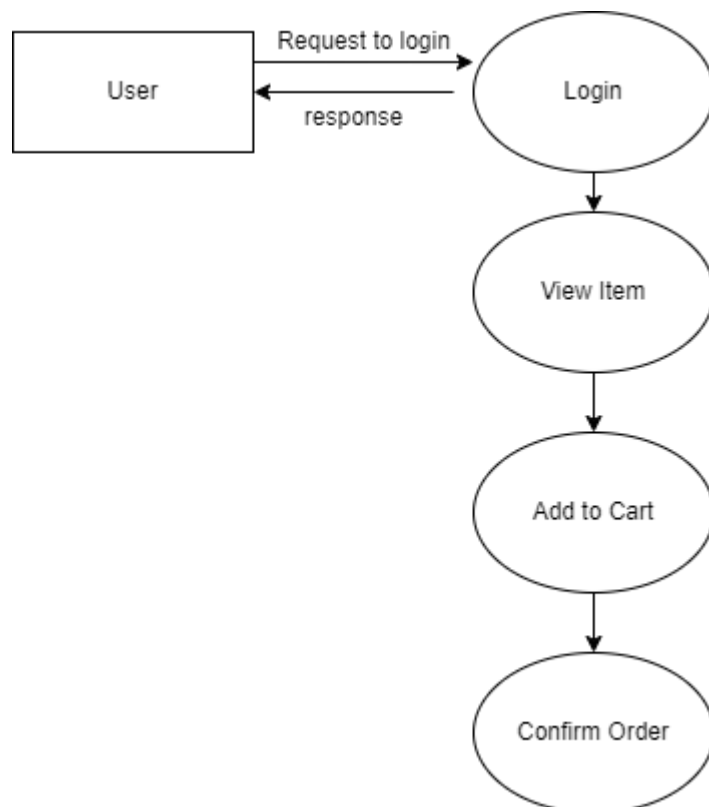 Request to login
User
Login
response
View Item
Add to Cart
Confirm Order